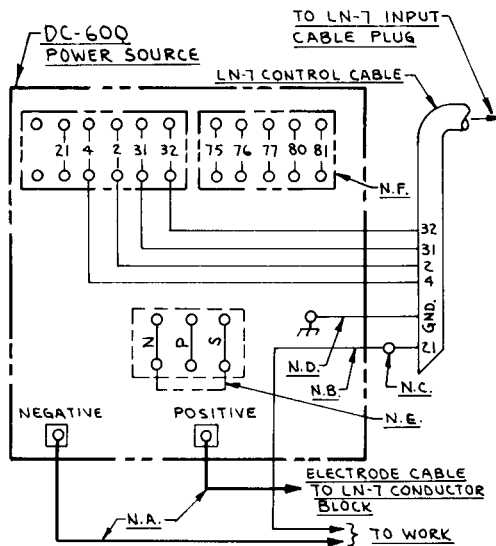 TO LN-7 INPUT
CABLE PLUG
DC-600
POWER SOURCE
LN-7 CONTROL CABLE
21 4 2 31 32
75 76 77 80 81
N.F.
32
31
2
4
GND.
21
N P S
N.D.
N.B.
N.C.
N.E.
NEGATIVE
POSITIVE
ELECTRODE CABLE
TO LN-7 CONDUCTOR
BLOCK
N.A.
TO WORK